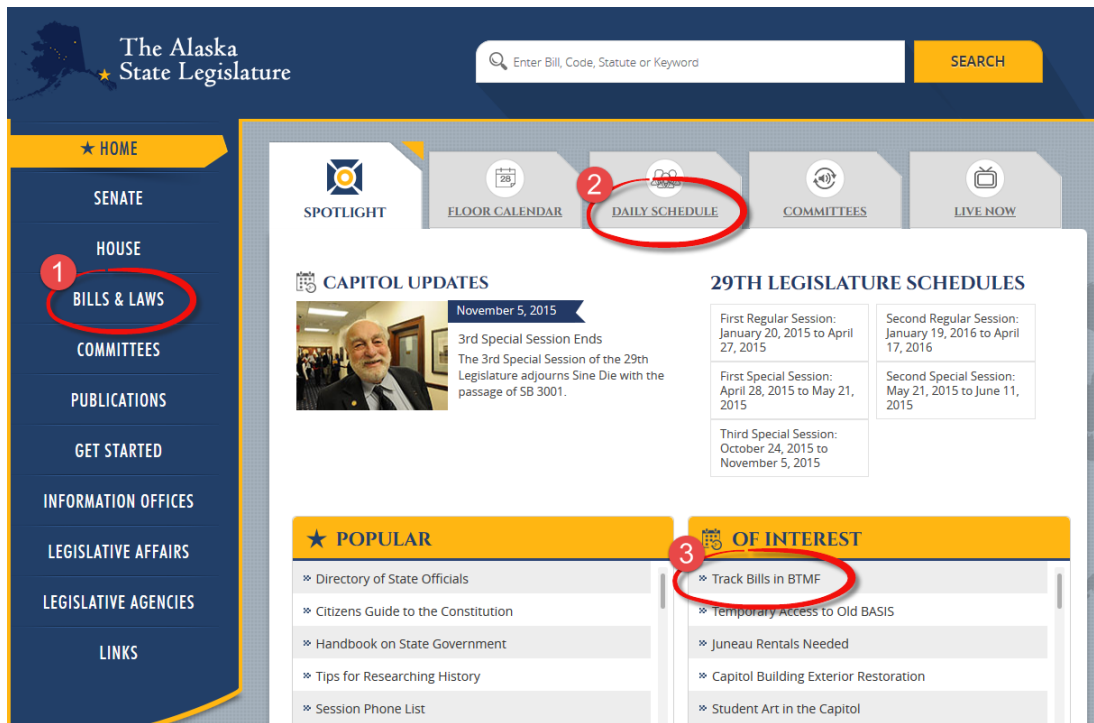 The Alaska
State Legislature
Enter Bill, Code, Statute or Keyword
SEARCH
HOME
SENATE
HOUSE
1
BILLS & LAWS
COMMITTEES
PUBLICATIONS
GET STARTED
INFORMATION OFFICES
LEGISLATIVE AFFAIRS
LEGISLATIVE AGENCIES
LINKS
SPOTLIGHT
28
FLOOR CALENDAR
2
DAILY SCHEDULE
COMMITTEES
LIVE NOW
CAPITOL UPDATES
November 5, 2015
3rd Special Session Ends
The 3rd Special Session of the 29th
Legislature adjourns Sine Die with the
passage of SB 3001.
29TH LEGISLATURE SCHEDULES
First Regular Session:
January 20, 2015 to April
27, 2015
Second Regular Session:
January 19, 2016 to April
17, 2016
First Special Session:
April 28, 2015 to May 21,
2015
Second Special Session:
May 21, 2015 to June 11,
2015
Third Special Session:
October 24, 2015 to
November 5, 2015
POPULAR
» Directory of State Officials
» Citizens Guide to the Constitution
» Handbook on State Government
» Tips for Researching History
» Session Phone List
OF INTEREST
3
» Track Bills in BTMF
» Temporary Access to Old BASIS
» Juneau Rentals Needed
» Capitol Building Exterior Restoration
» Student Art in the Capitol